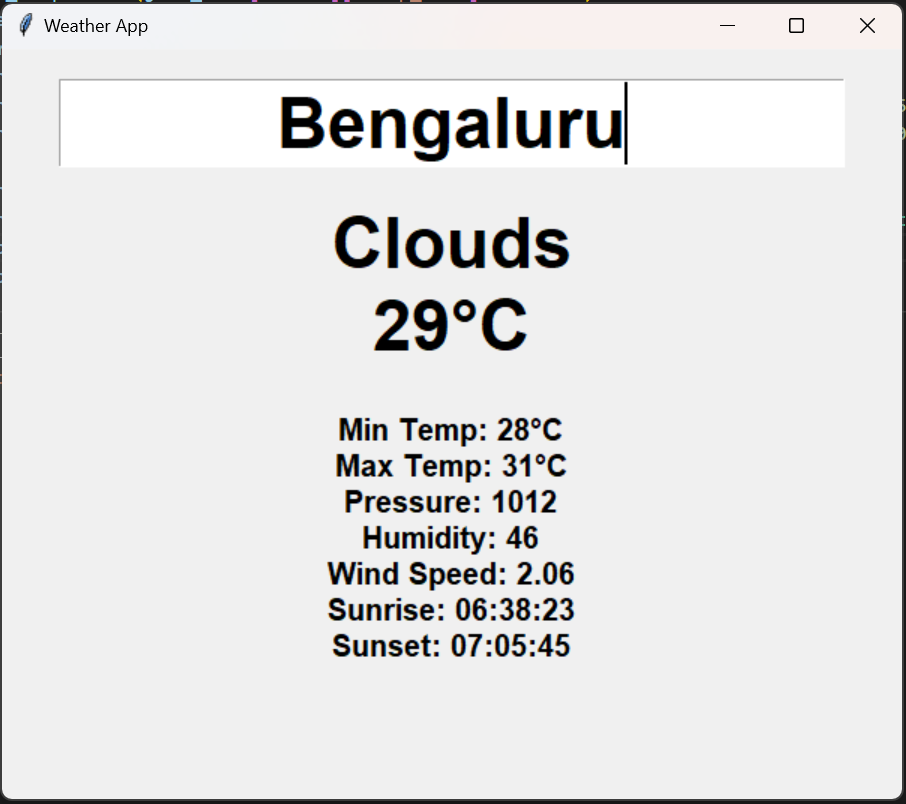 Weather App
Bengaluru
Clouds
29°C
Min Temp: 28°C
Max Temp: 31°C
Pressure: 1012
Humidity: 46
Wind Speed: 2.06
Sunrise: 06:38:23
Sunset: 07:05:45